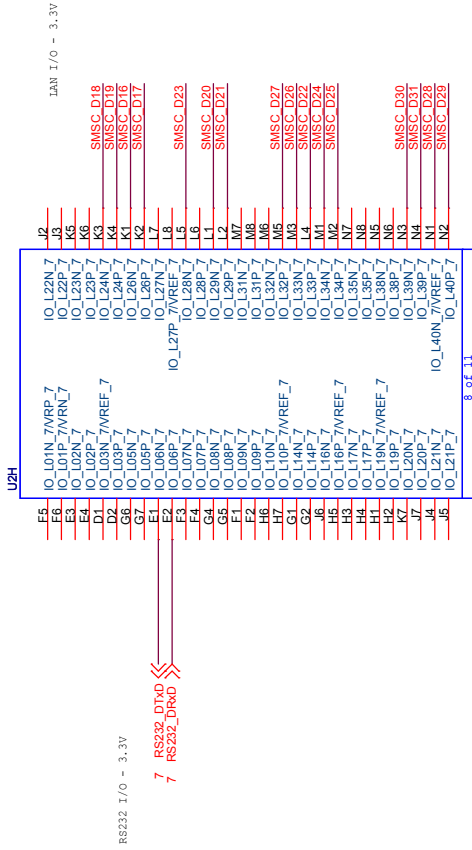 LAN I/O - 3.3V
RS232 I/O - 3.3V
U2H
F5 IO_L01N_7/VRP_7 IO_L22N_7 J2
F6 IO_L01P_7/VRN_7 IO_L22P_7 J3
E3 IO_L02N_7 IO_L23N_7 K5
E4 IO_L02P_7 IO_L23P_7 K6
D1 IO_L03N_7/VREF_7 IO_L24N_7 K3 SMSC_D18
D2 IO_L03P_7 IO_L24P_7 K4 SMSC_D19
G6 IO_L05N_7 IO_L26N_7 K1 SMSC_D16
G7 IO_L05P_7 IO_L26P_7 K2 SMSC_D17
7 RS232_DTxD E1 IO_L06N_7 IO_L27N_7 L7
7 RS232_DRxD E2 IO_L06P_7 IO_L27P_7/VREF_7 L8
F3 IO_L07N_7 IO_L28N_7 L5 SMSC_D23
F4 IO_L07P_7 IO_L28P_7 L6
G4 IO_L08N_7 IO_L29N_7 L1 SMSC_D20
G5 IO_L08P_7 IO_L29P_7 L2 SMSC_D21
F1 IO_L09N_7 IO_L31N_7 M7
F2 IO_L09P_7 IO_L31P_7 M8
H6 IO_L10N_7 IO_L32N_7 M6
H7 IO_L10P_7/VREF_7 IO_L32P_7 M5 SMSC_D27
G1 IO_L14N_7 IO_L33N_7 M3 SMSC_D26
G2 IO_L14P_7 IO_L33P_7 L4 SMSC_D22
J6 IO_L16N_7 IO_L34N_7 M1 SMSC_D24
H5 IO_L16P_7/VREF_7 IO_L34P_7 M2 SMSC_D25
H3 IO_L17N_7 IO_L35N_7 N7
H4 IO_L17P_7 IO_L35P_7 N8
H1 IO_L19N_7/VREF_7 IO_L38N_7 N5
H2 IO_L19P_7 IO_L38P_7 N6
K7 IO_L20N_7 IO_L39N_7 N3 SMSC_D30
J7 IO_L20P_7 IO_L39P_7 N4 SMSC_D31
J4 IO_L21N_7 IO_L40N_7/VREF_7 N1 SMSC_D28
J5 IO_L21P_7 IO_L40P_7 N2 SMSC_D29
8 of 11